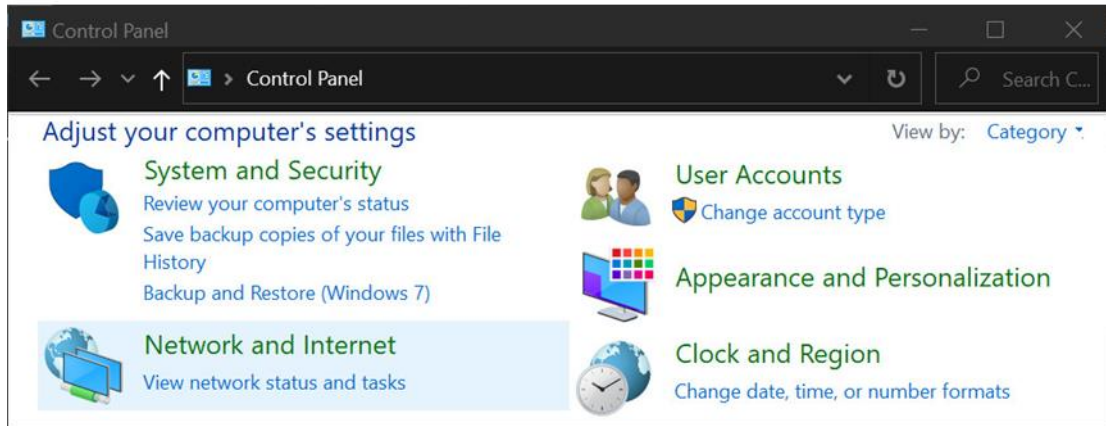 Control Panel
Control Panel
Search C...
Adjust your computer's settings
View by: Category
System and Security
Review your computer's status
Save backup copies of your files with File
History
Backup and Restore (Windows 7)
Network and Internet
View network status and tasks
User Accounts
Change account type
Appearance and Personalization
Clock and Region
Change date, time, or number formats